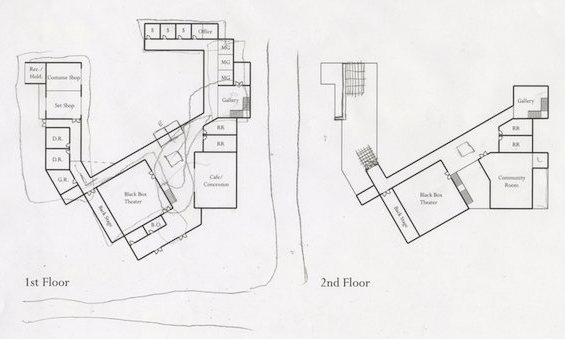 S
S
S
Office
MG
MG
MG
Gallery
Rec./
Hold.
Costume Shop
Set Shop
D.R.
D.R.
G.R.
RR
RR
Cafe/
Concession
Black Box
Theater
Back Stage
B.O.
1st Floor
Gallery
RR
RR
Community
Room
Black Box
Theater
Back Stage
2nd Floor